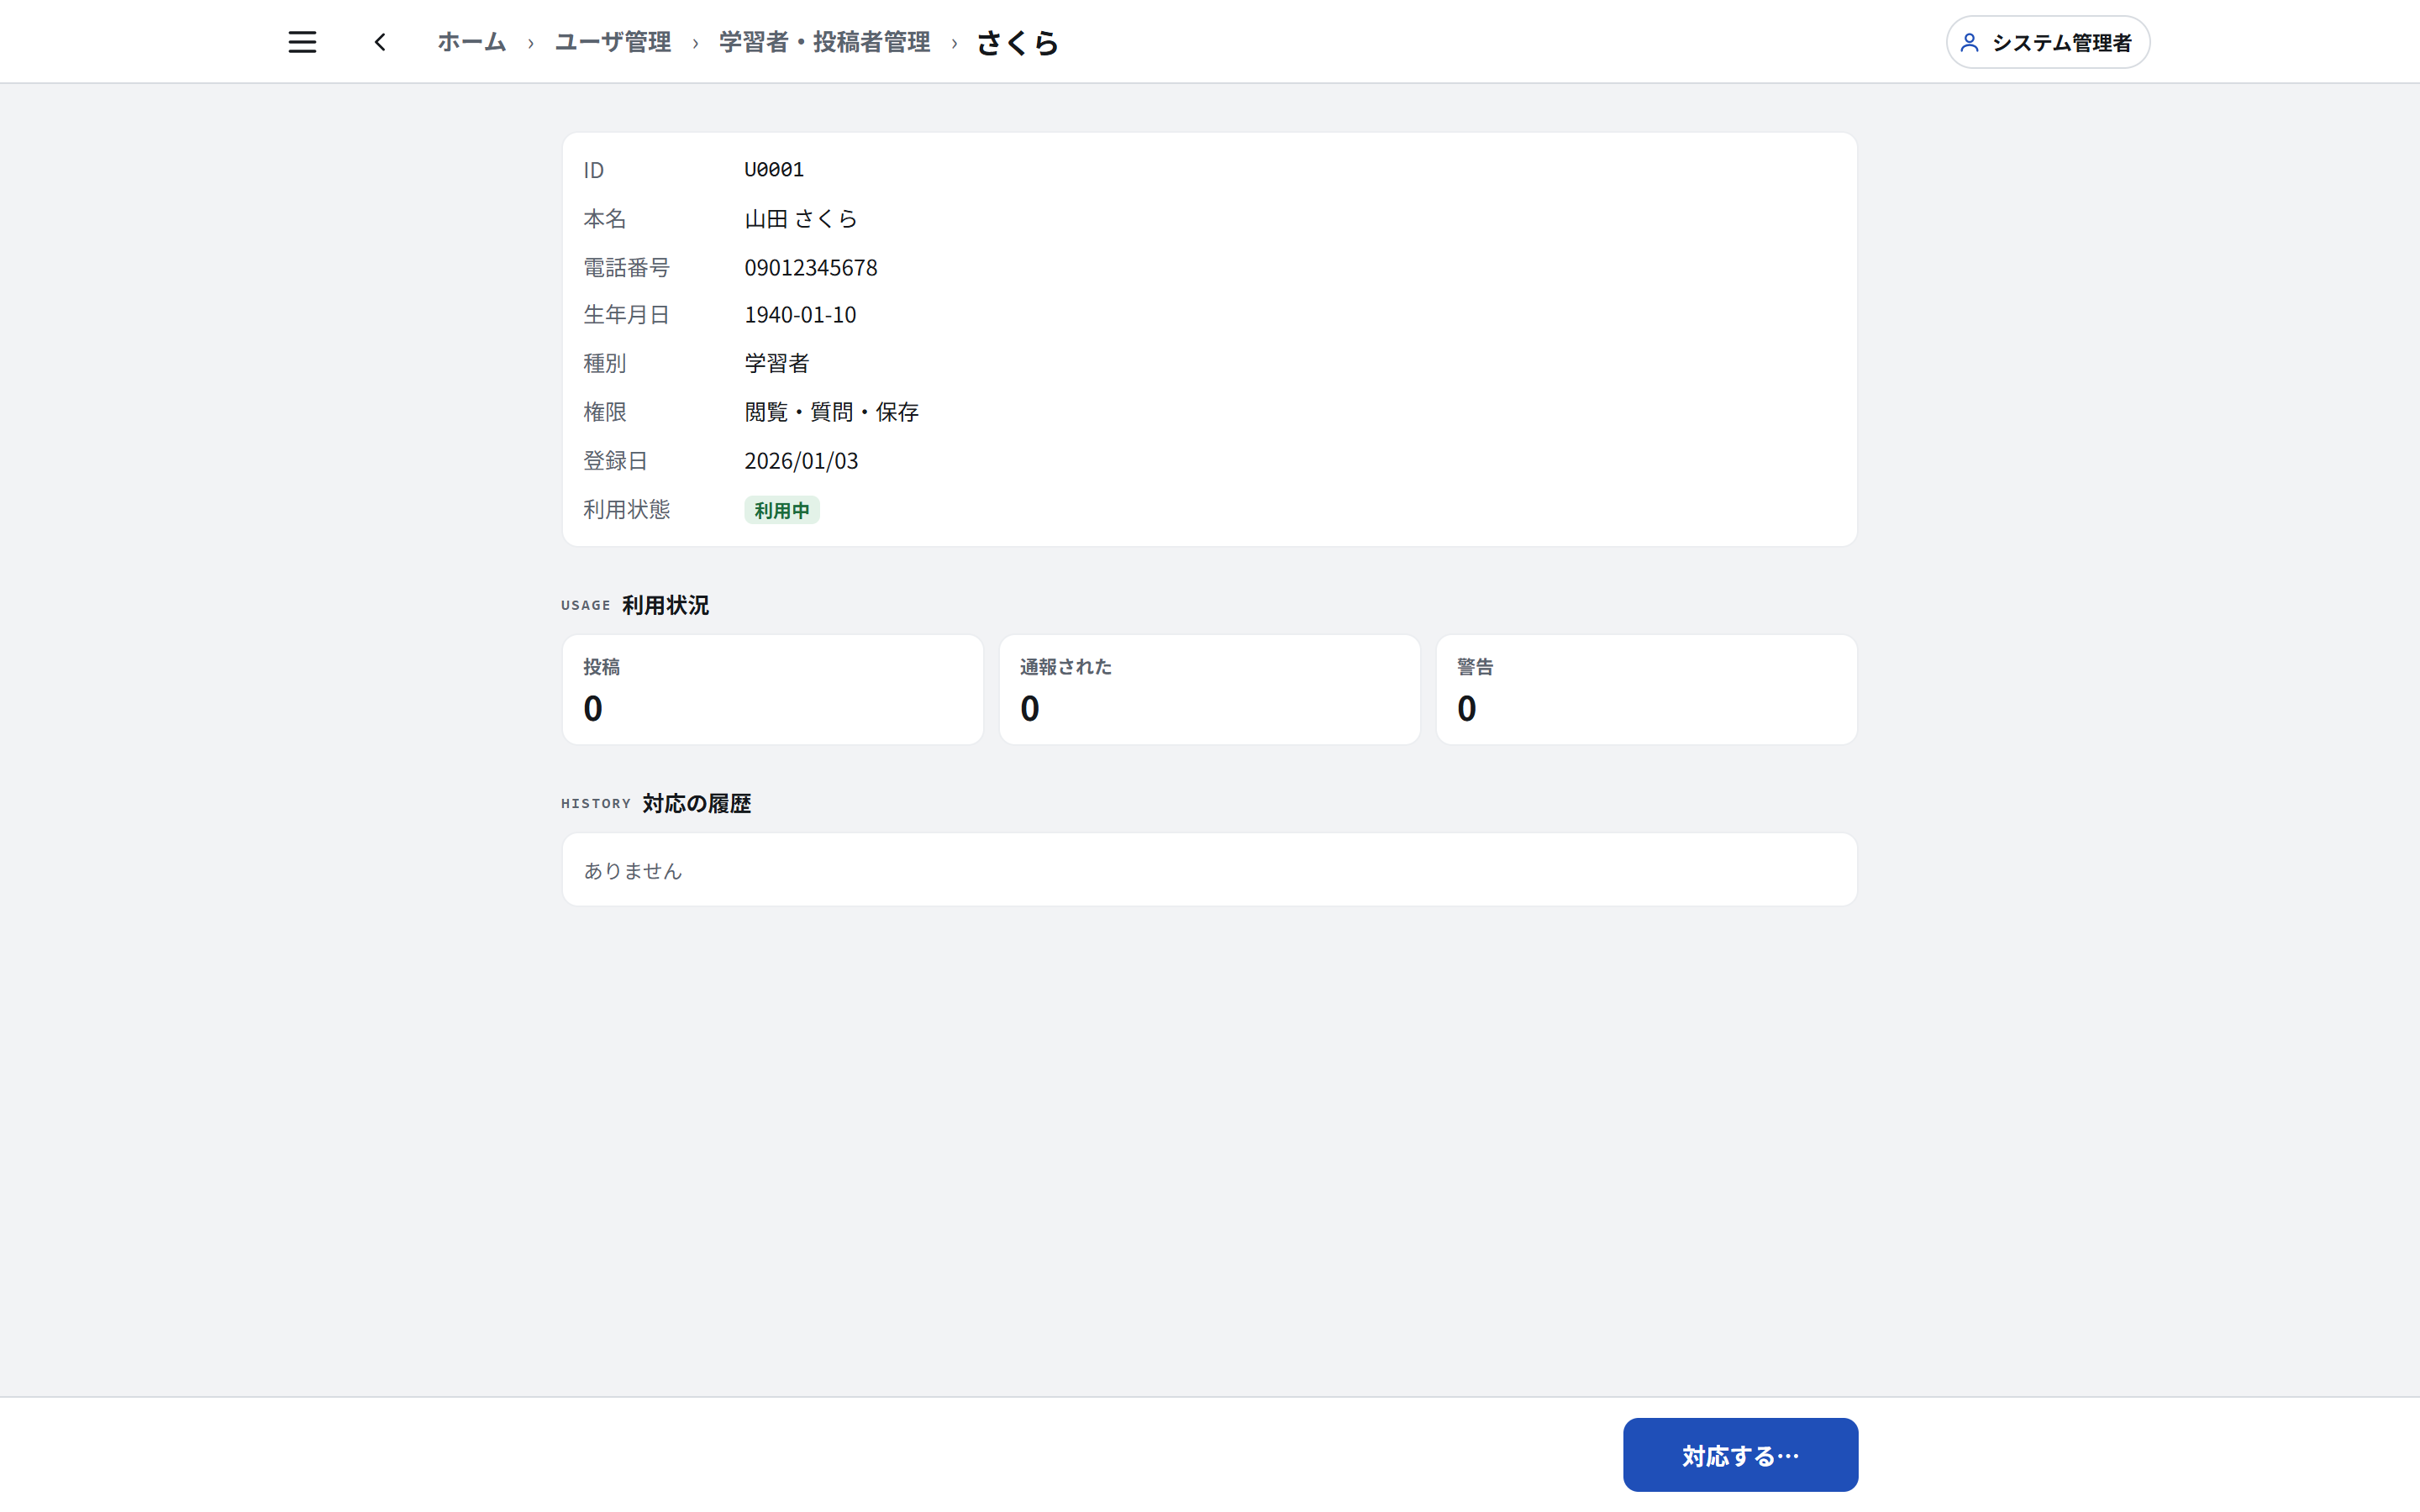 ホーム › ユーザ管理 › 学習者・投稿者管理 › さくら
システム管理者
ID U0001
本名 山田 さくら
電話番号 09012345678
生年月日 1940-01-10
種別 学習者
権限 閲覧・質問・保存
登録日 2026/01/03
利用状態 利用中
USAGE 利用状況
投稿 通報された 警告
0 0 0
HISTORY 対応の履歴
ありません
対応する…